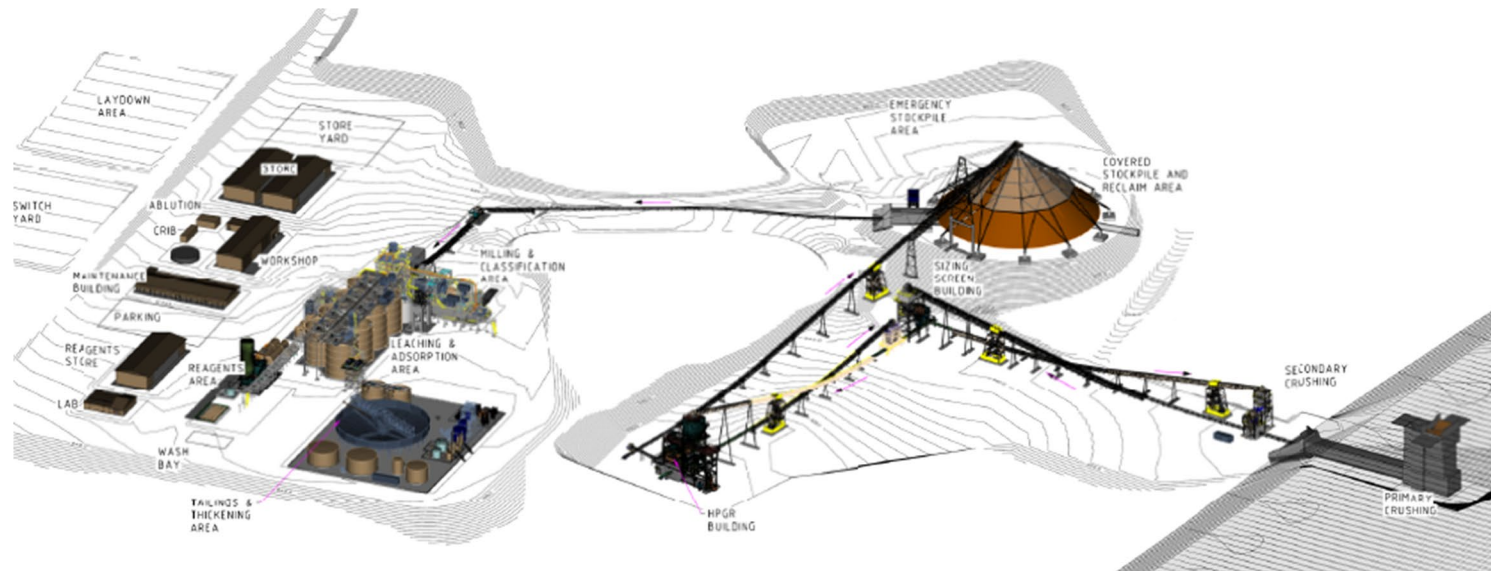 LAYDOWN
AREA
STORE
YARD
STORE
SWITCH
YARD
ABLUTION
CRIB
WORKSHOP
MAINTENANCE
BUILDING
PARKING
REAGENTS
STORE
REAGENTS
AREA
LAB
WASH
BAY
TAILINGS &
THICKENING
AREA
MILLING &
CLASSIFICATION
AREA
LEACHING &
ADSORPTION
AREA
EMERGENCY
STOCKPILE
AREA
COVERED
STOCKPILE AND
RECLAIM AREA
SIZING
SCREEN
BUILDING
HPGR
BUILDING
SECONDARY
CRUSHING
PRIMARY
CRUSHING